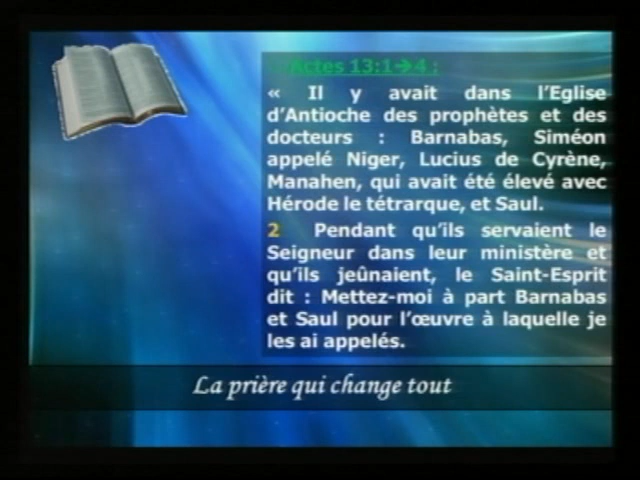 Actes 13:1→4 :
« Il y avait dans l'Eglise
d'Antioche des prophètes et des
docteurs : Barnabas, Siméon
appelé Niger, Lucius de Cyrène,
Manahen, qui avait été élevé avec
Hérode le tétrarque, et Saul.
2 Pendant qu'ils servaient le
Seigneur dans leur ministère et
qu'ils jeûnaient, le Saint-Esprit
dit : Mettez-moi à part Barnabas
et Saul pour l'œuvre à laquelle je
les ai appelés.
La prière qui change tout